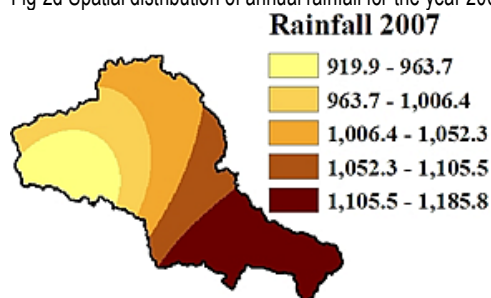 Fig 2d Spatial distribution of annual rainfall for the year
Rainfall 2007
919.9 - 963.7
963.7 - 1,006.4
1,006.4 - 1,052.3
1,052.3 - 1,105.5
1,105.5 - 1,185.8